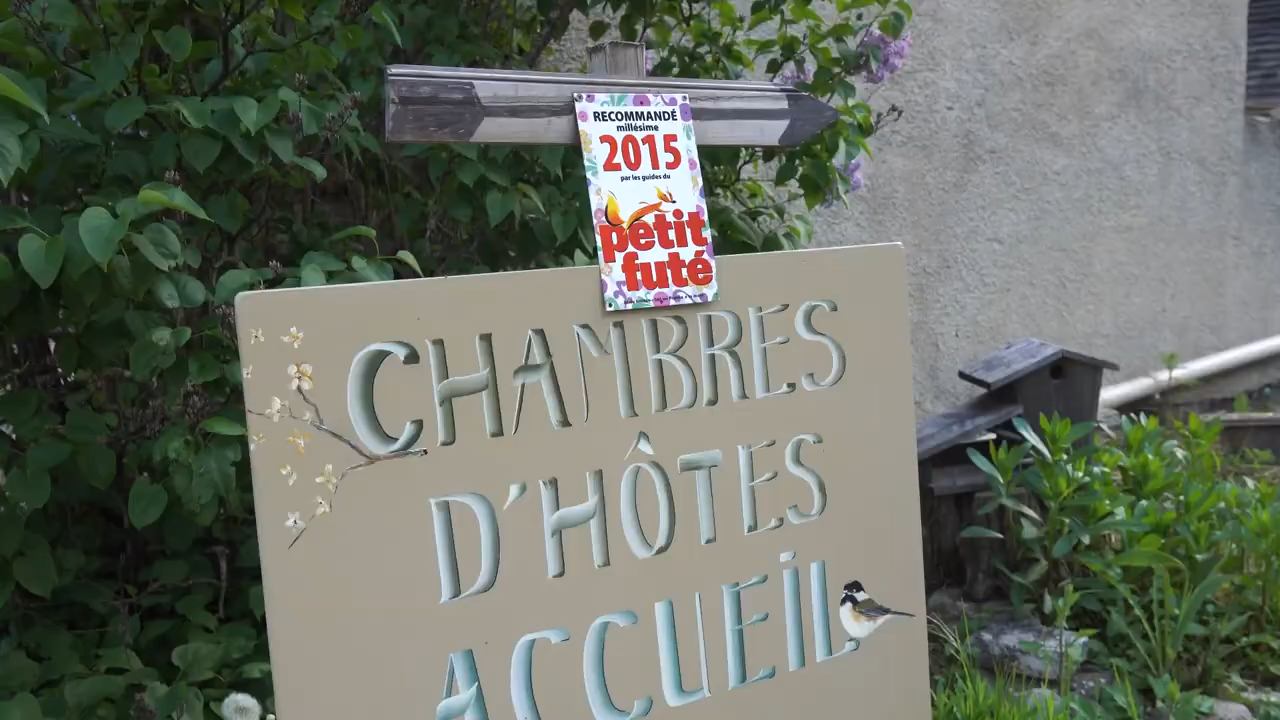 RECOMMANDÉ
millésime
2015
par les guides du
petit
futé
CHAMBRES
D'HÔTES
ACCUEIL